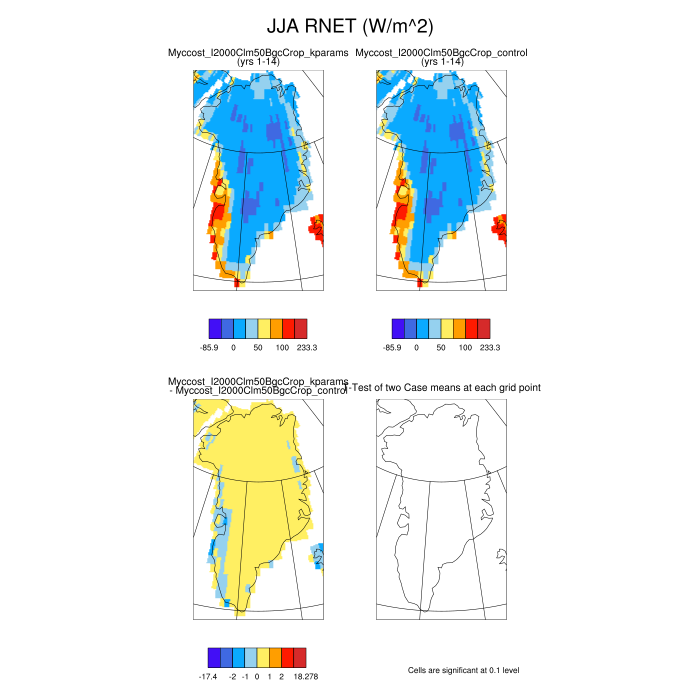 JJA RNET (W/m^2)
Myccost_I2000Clm50BgcCrop_kparams
(yrs 1-14)
Myccost_I2000Clm50BgcCrop_control
(yrs 1-14)
-85.9 0 50 100 233.3
-85.9 0 50 100 233.3
Myccost_I2000Clm50BgcCrop_kparams
- Myccost_I2000Clm50BgcCrop_control
T-Test of two Case means at each grid point
-17.4 -2 -1 0 1 2 18.278
Cells are significant at 0.1 level